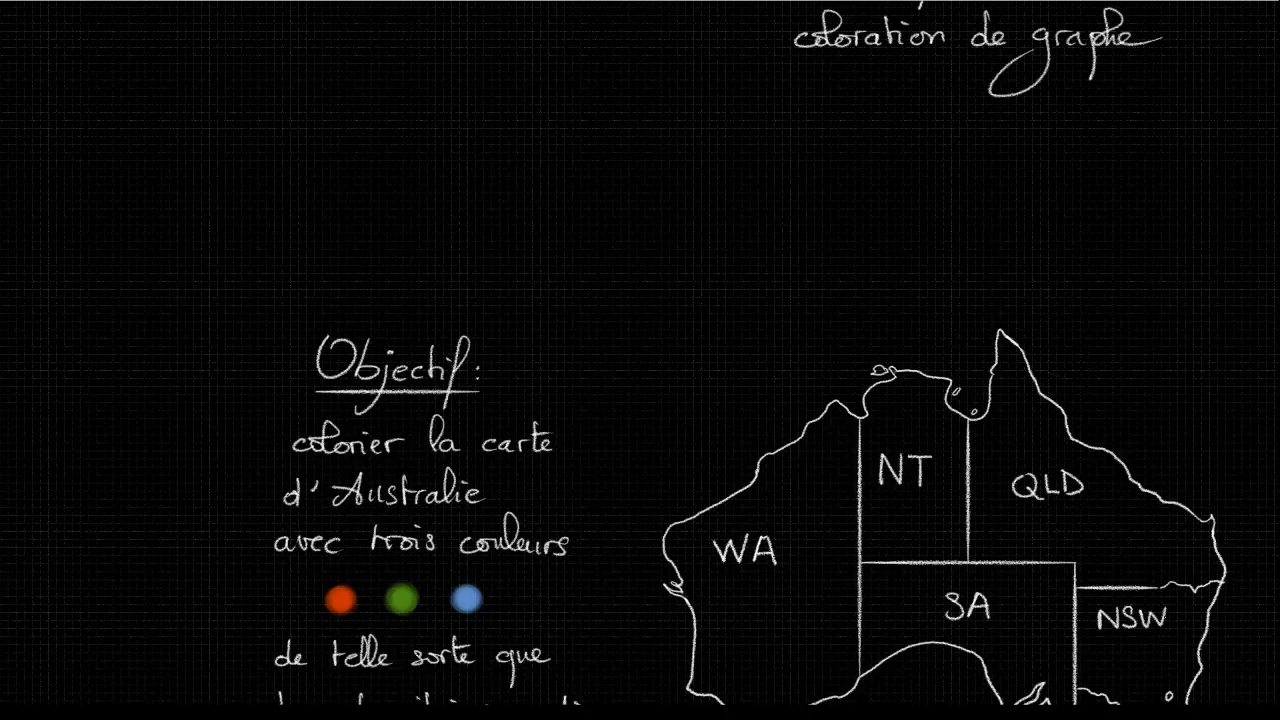 coloration de graphe
Objectif :
colorier la carte
d'Australie
avec trois couleurs
de telle sorte que
NT
QLD
WA
SA
NSW